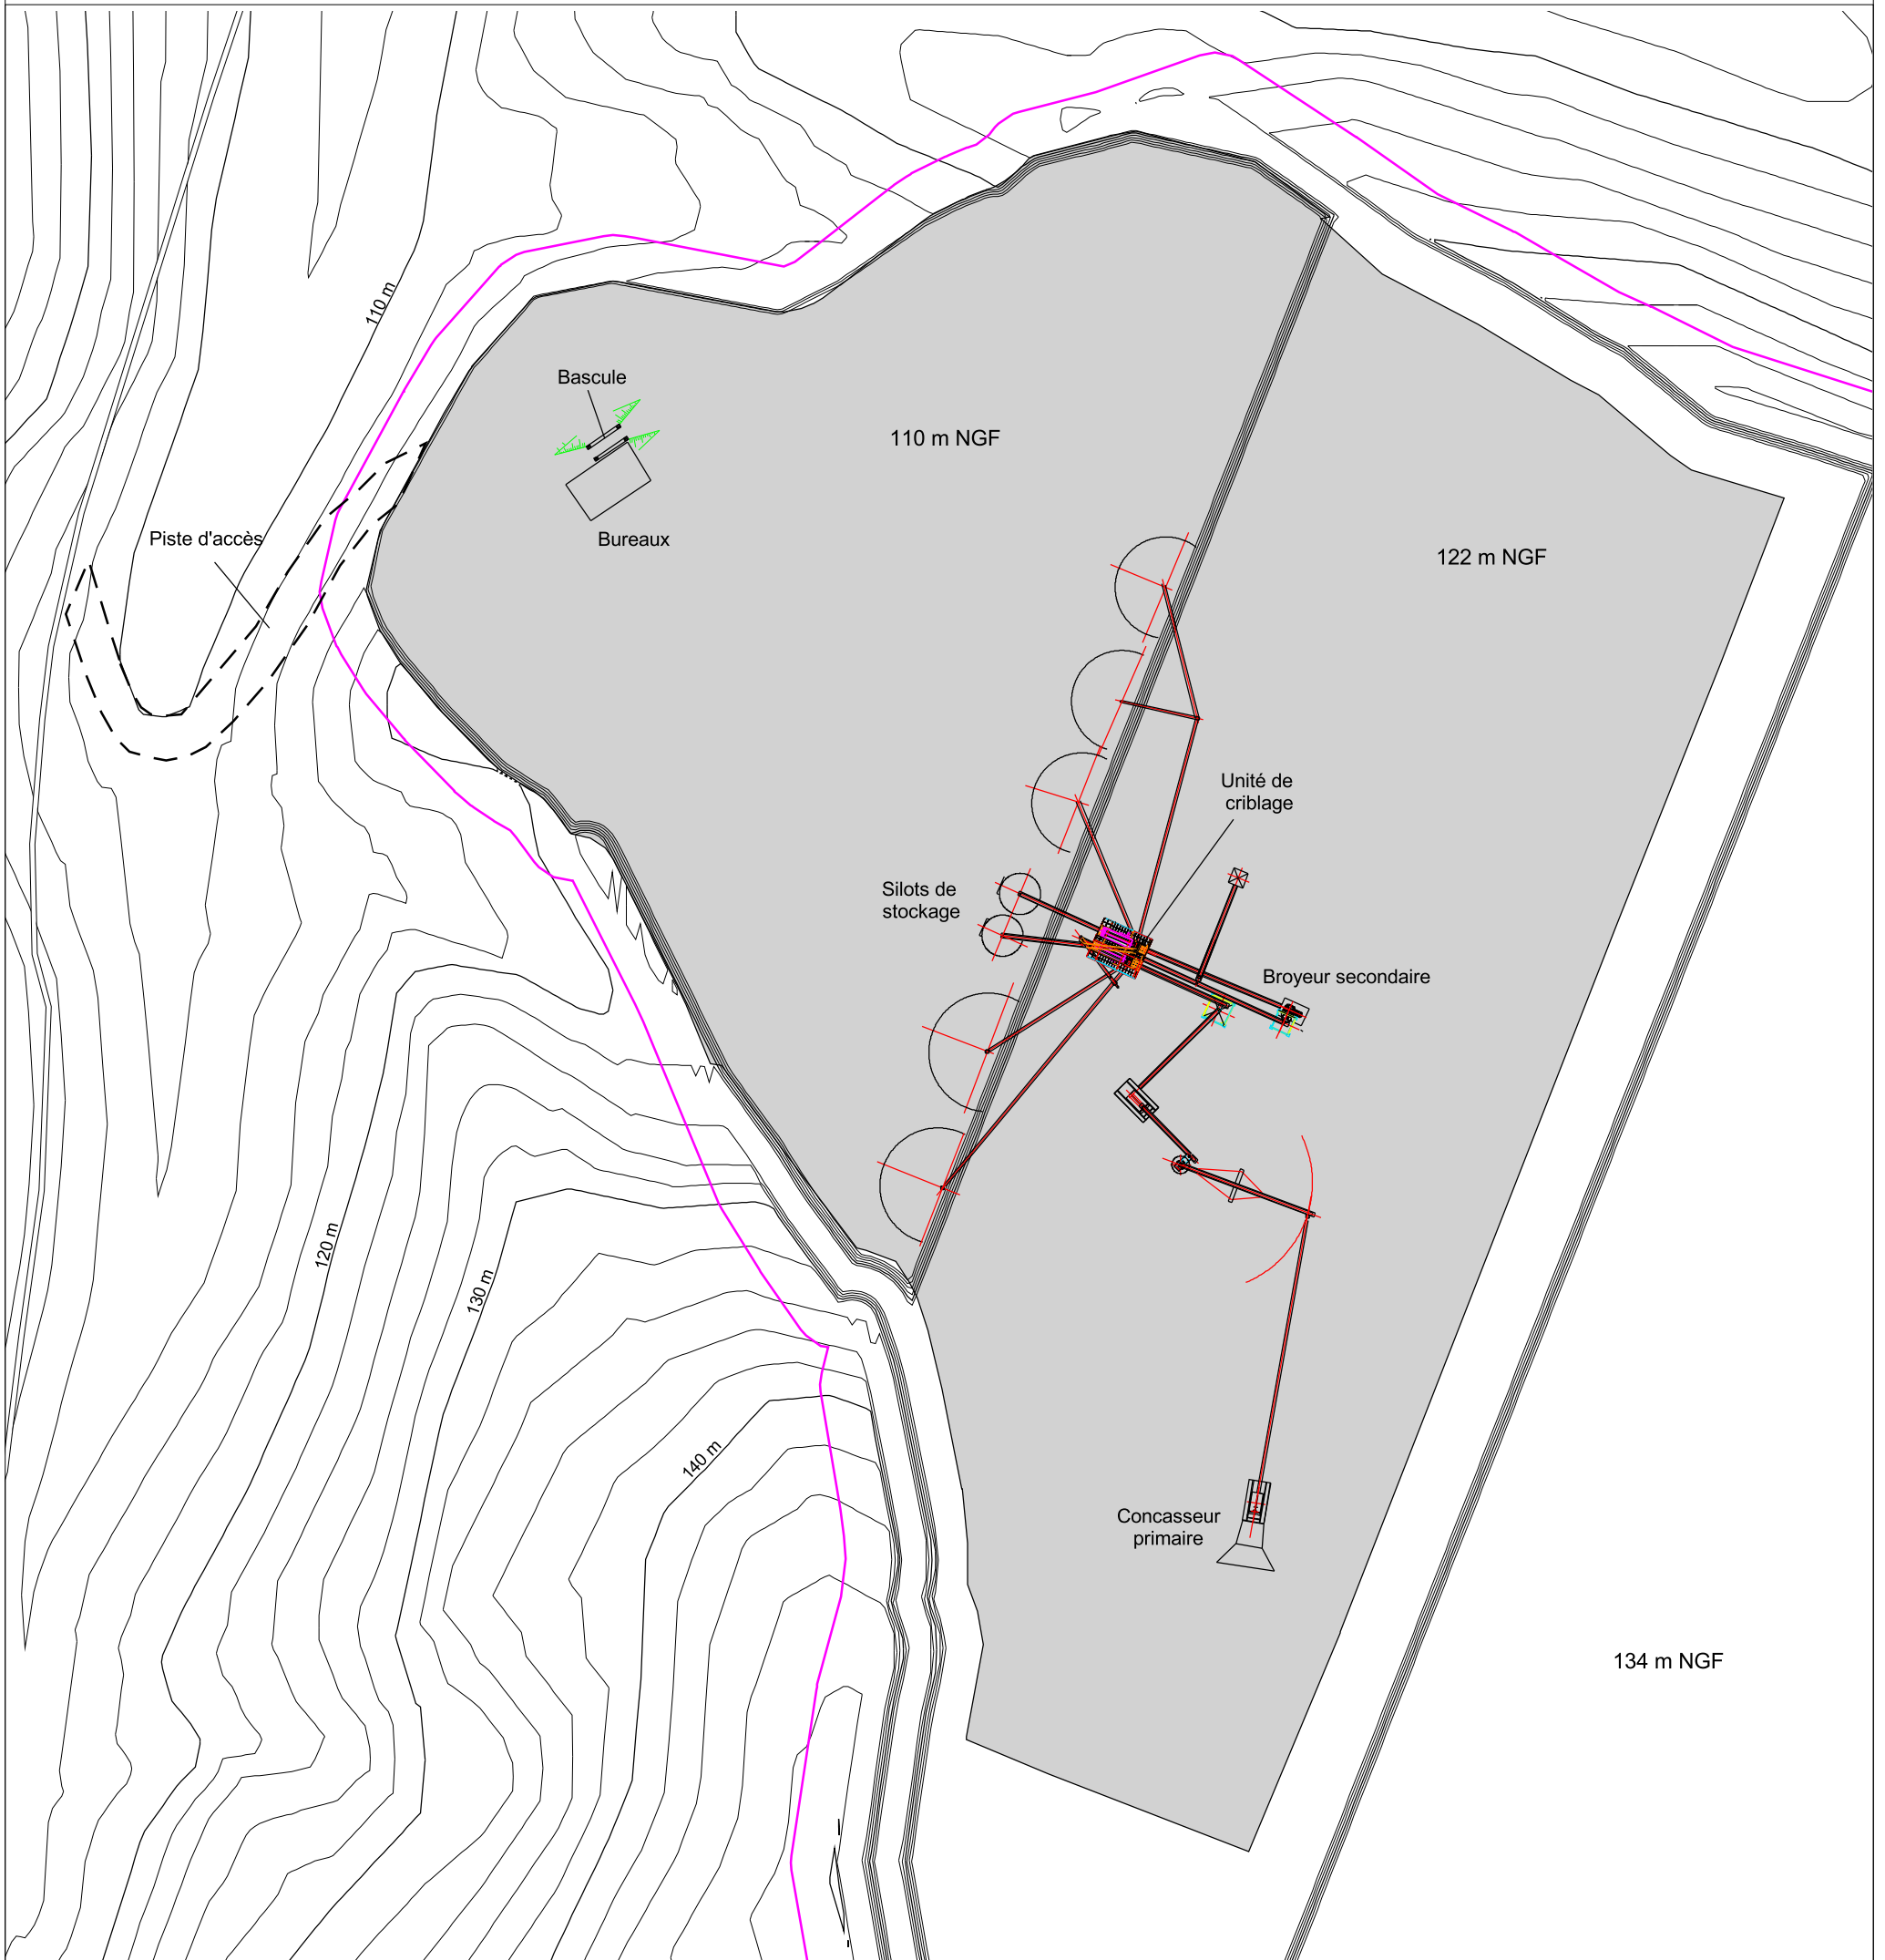 110 m
Bascule
110 m NGF
Bureaux
Piste d'accès
122 m NGF
Unité de
criblage
Silots de
stockage
Broyeur secondaire
120 m
130 m
140 m
Concasseur
primaire
134 m NGF